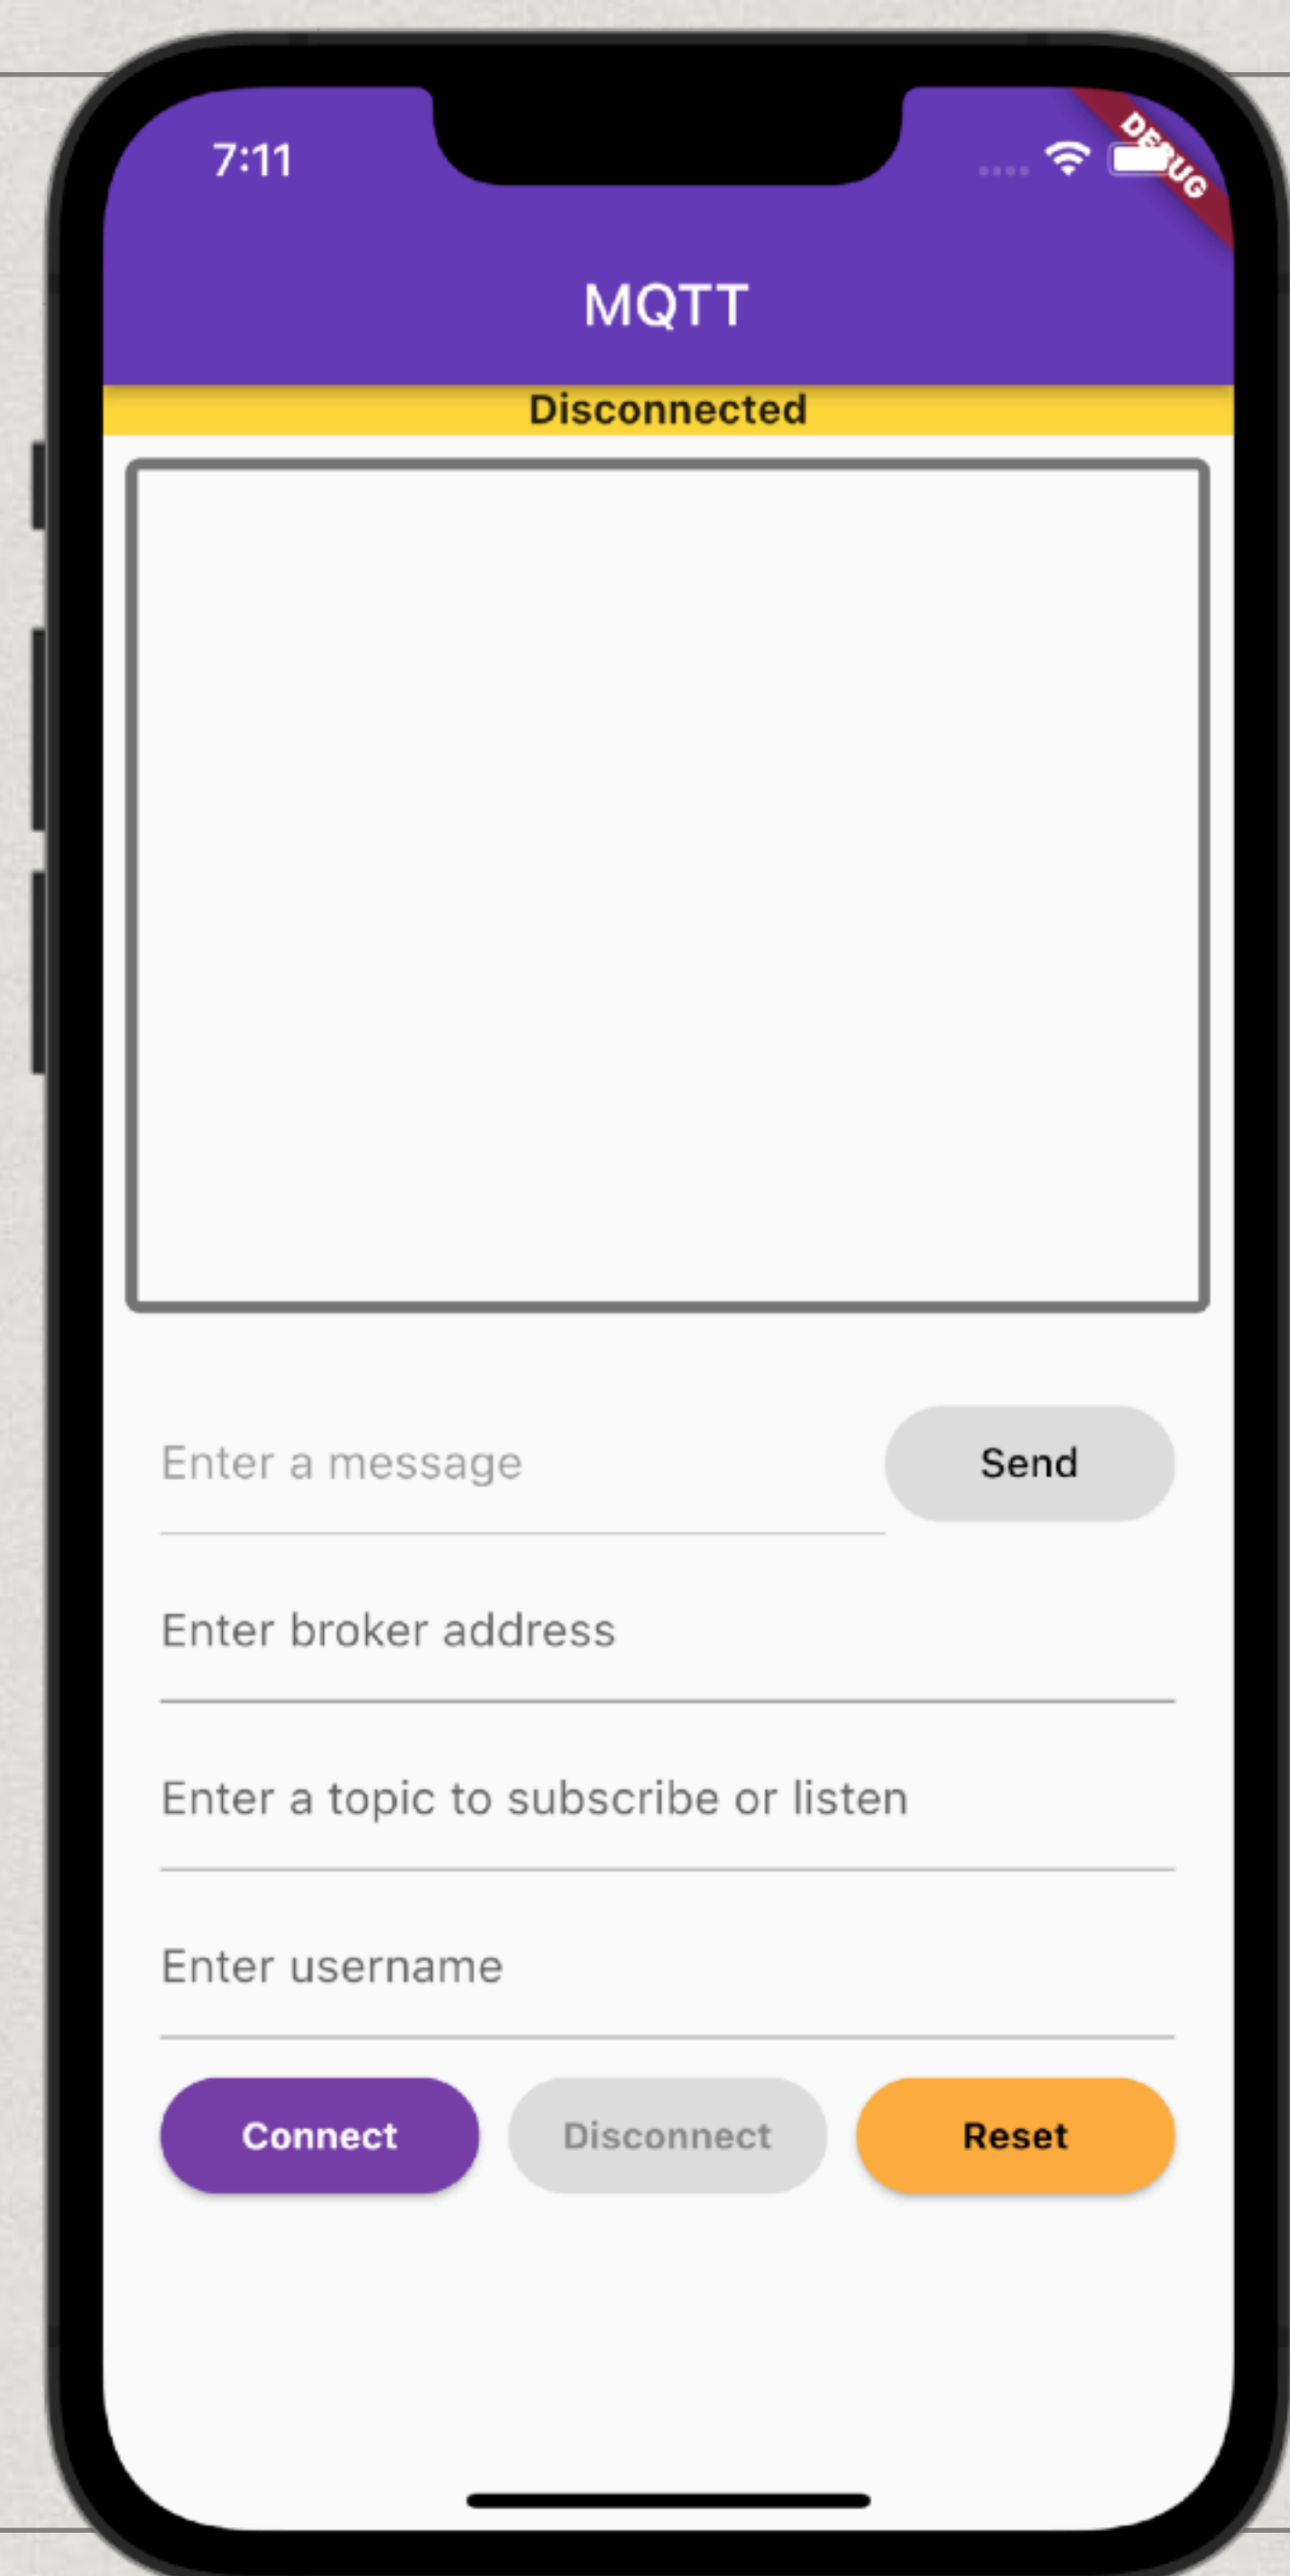 7:11
DEBUG
MQTT
Disconnected
Enter a message
Send
Enter broker address
Enter a topic to subscribe or listen
Enter username
Connect Disconnect Reset